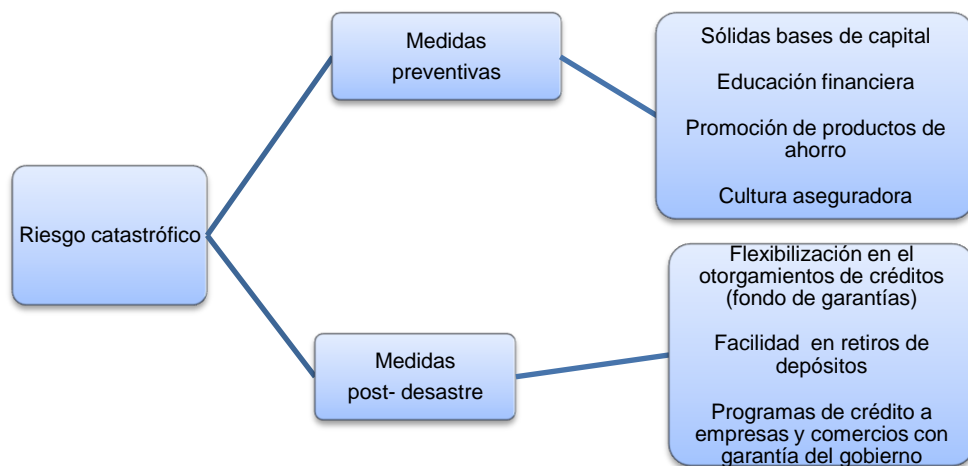 Riesgo catastrófico
Medidas
preventivas
Sólidas bases de capital
Educación financiera
Promoción de productos de
ahorro
Cultura aseguradora
Medidas
post- desastre
Flexibilización en el
otorgamientos de créditos
(fondo de garantías)
Facilidad en retiros de
depósitos
Programas de crédito a
empresas y comercios con
garantía del gobierno